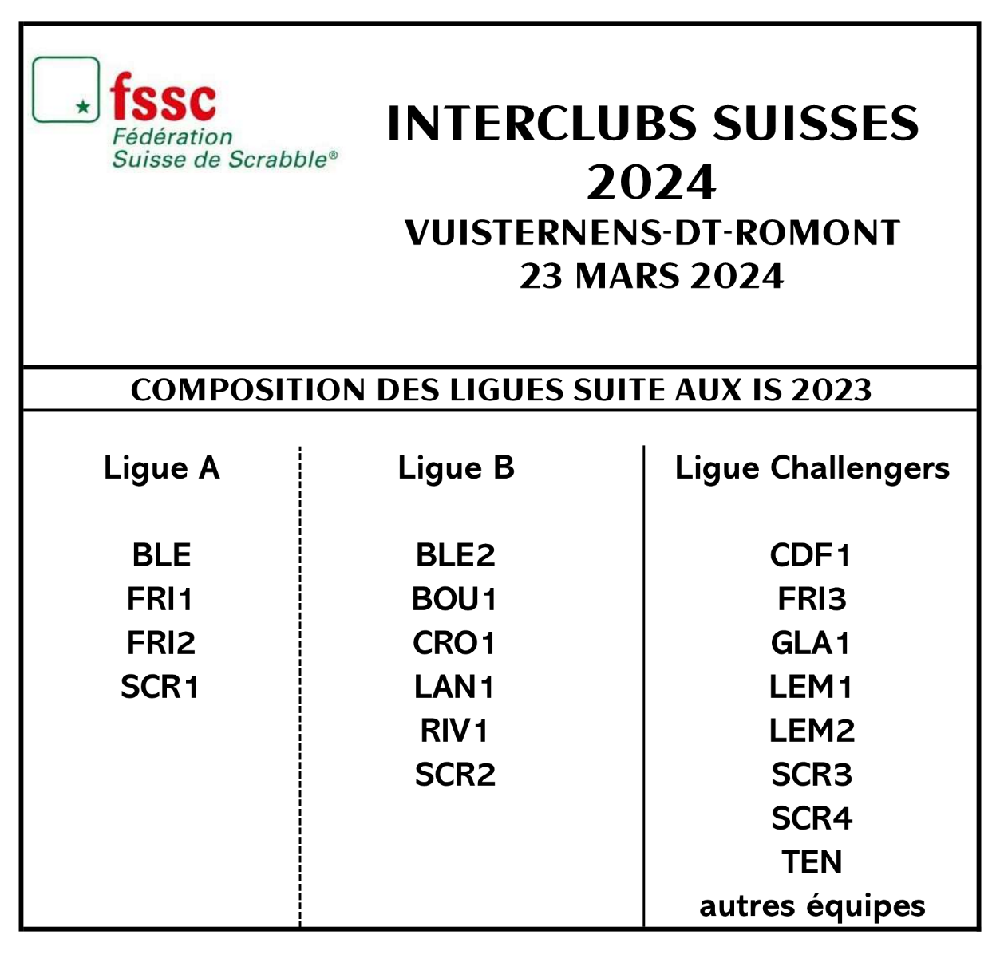 fssc
Fédération
Suisse de Scrabble®
INTERCLUBS SUISSES
2024
VUISTERNENS-DT-ROMONT
23 MARS 2024
COMPOSITION DES LIGUES SUITE AUX IS 2023
Ligue A
BLE
FRI1
FRI2
SCR1
Ligue B
BLE2
BOU1
CRO1
LAN1
RIV1
SCR2
Ligue Challengers
CDF1
FRI3
GLA1
LEM1
LEM2
SCR3
SCR4
TEN
autres équipes